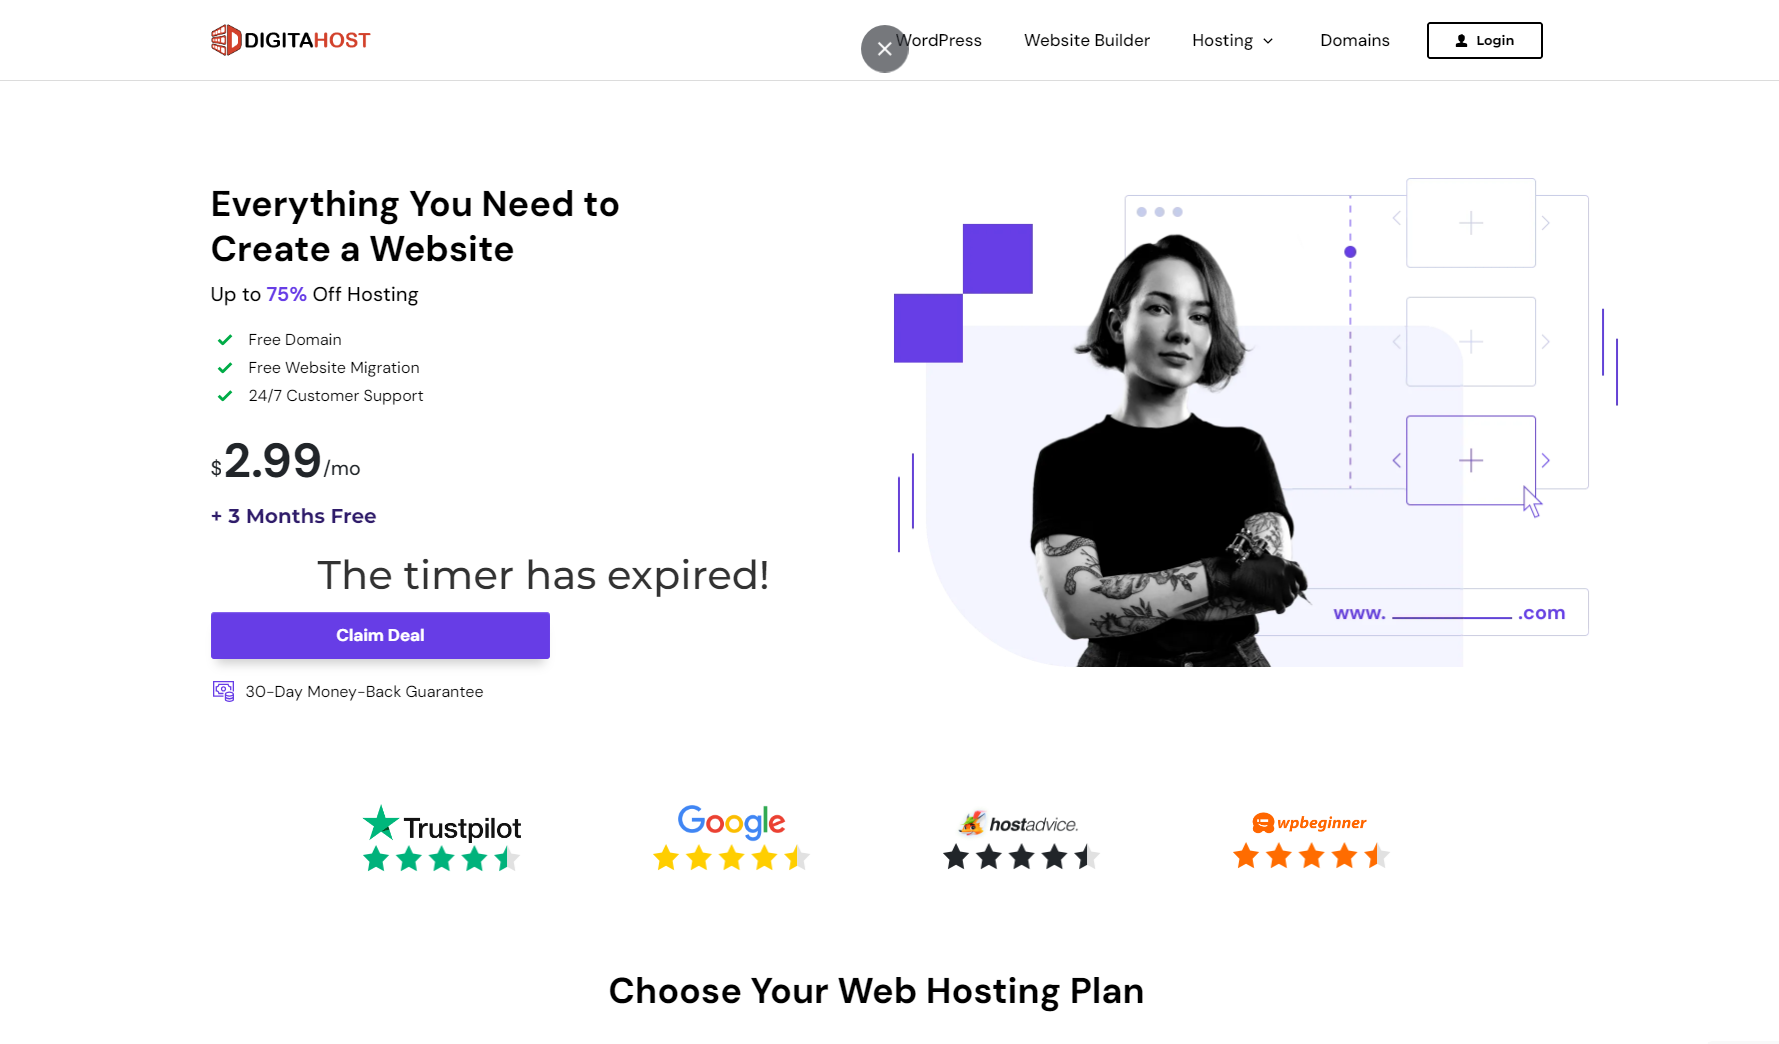 DIGITAHOST
WordPress
Website Builder
Hosting
Domains
Login
Everything You Need to
Create a Website
Up to 75% Off Hosting
Free Domain
Free Website Migration
24/7 Customer Support
$2.99/mo
+ 3 Months Free
The timer has expired!
Claim Deal
30-Day Money-Back Guarantee
www. ____________ .com
Trustpilot
Google
hostadvice.
wpbeginner
Choose Your Web Hosting Plan